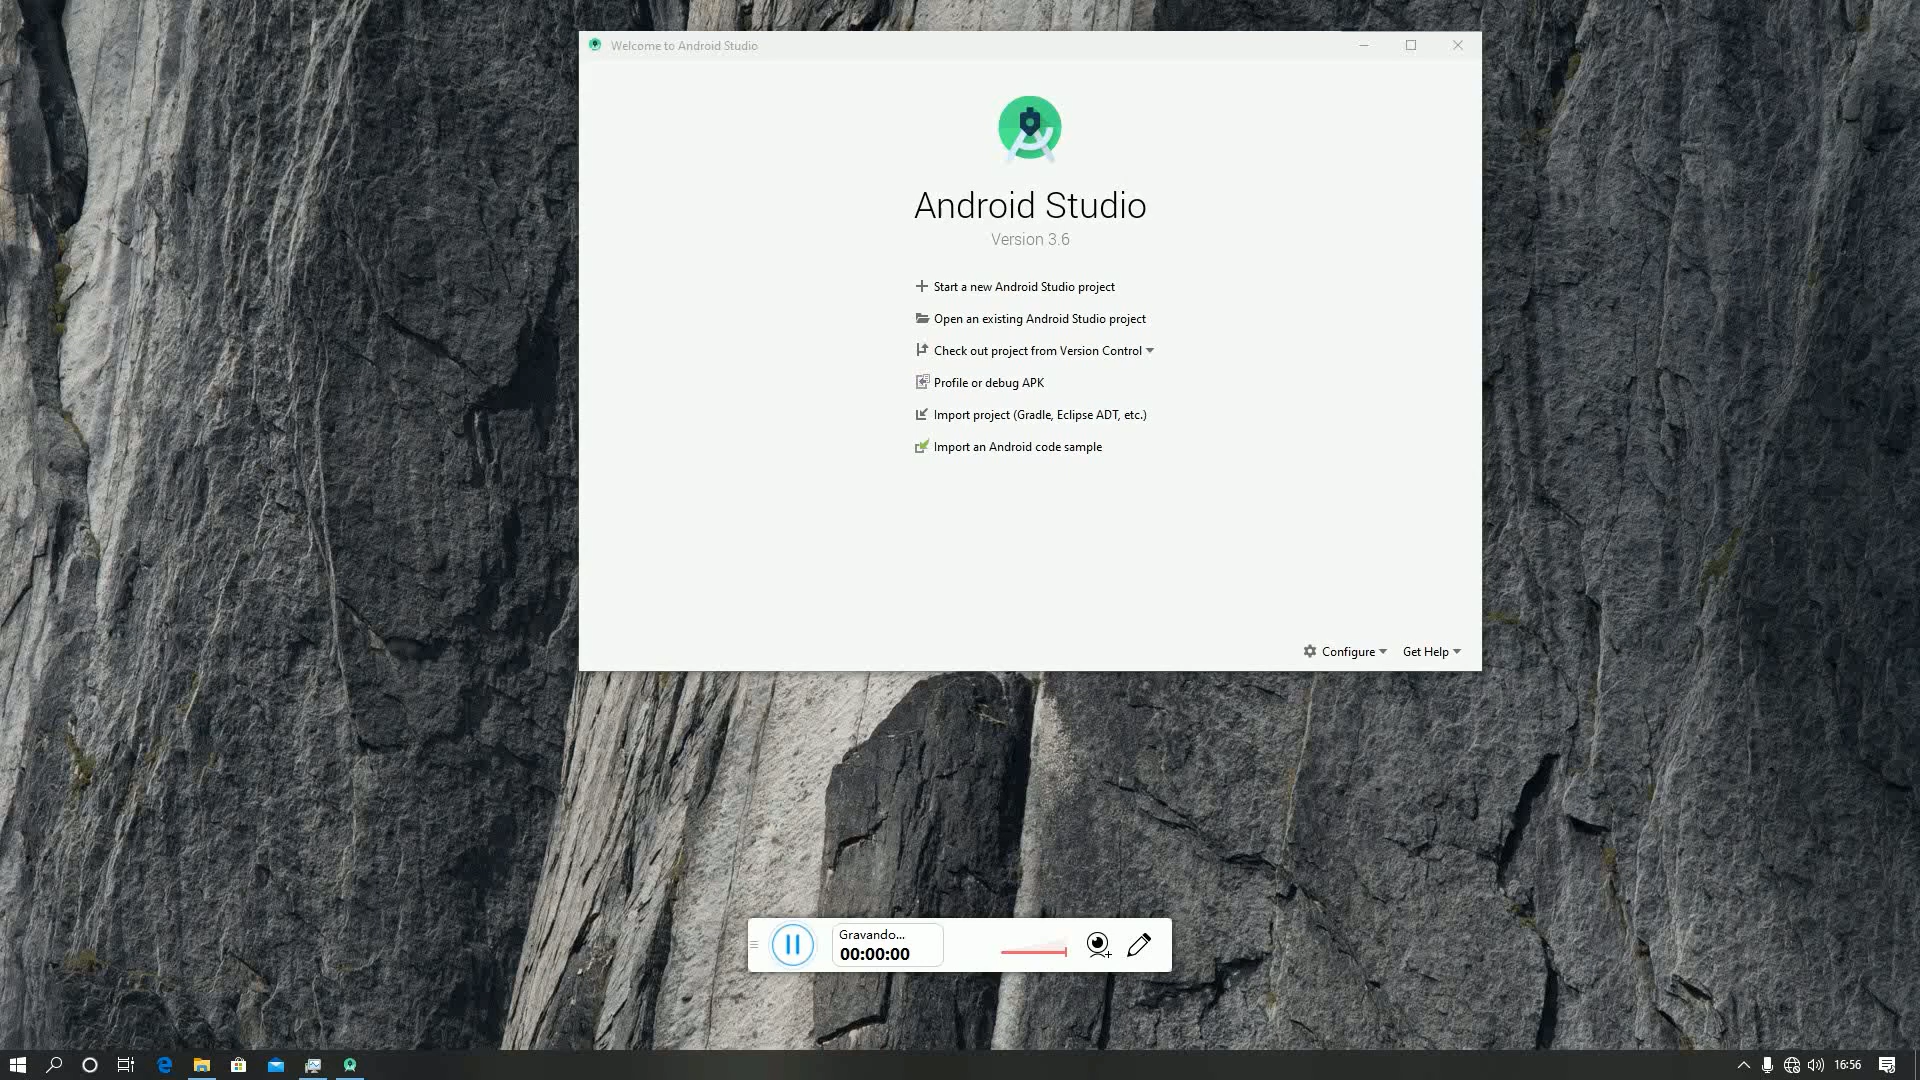 Welcome to Android Studio
Android Studio
Version 3.6
Start a new Android Studio project
Open an existing Android Studio project
Check out project from Version Control
Profile or debug APK
Import project (Gradle, Eclipse ADT, etc.)
Import an Android code sample
Configure
Get Help
Gravando...
00:00:00
16:56